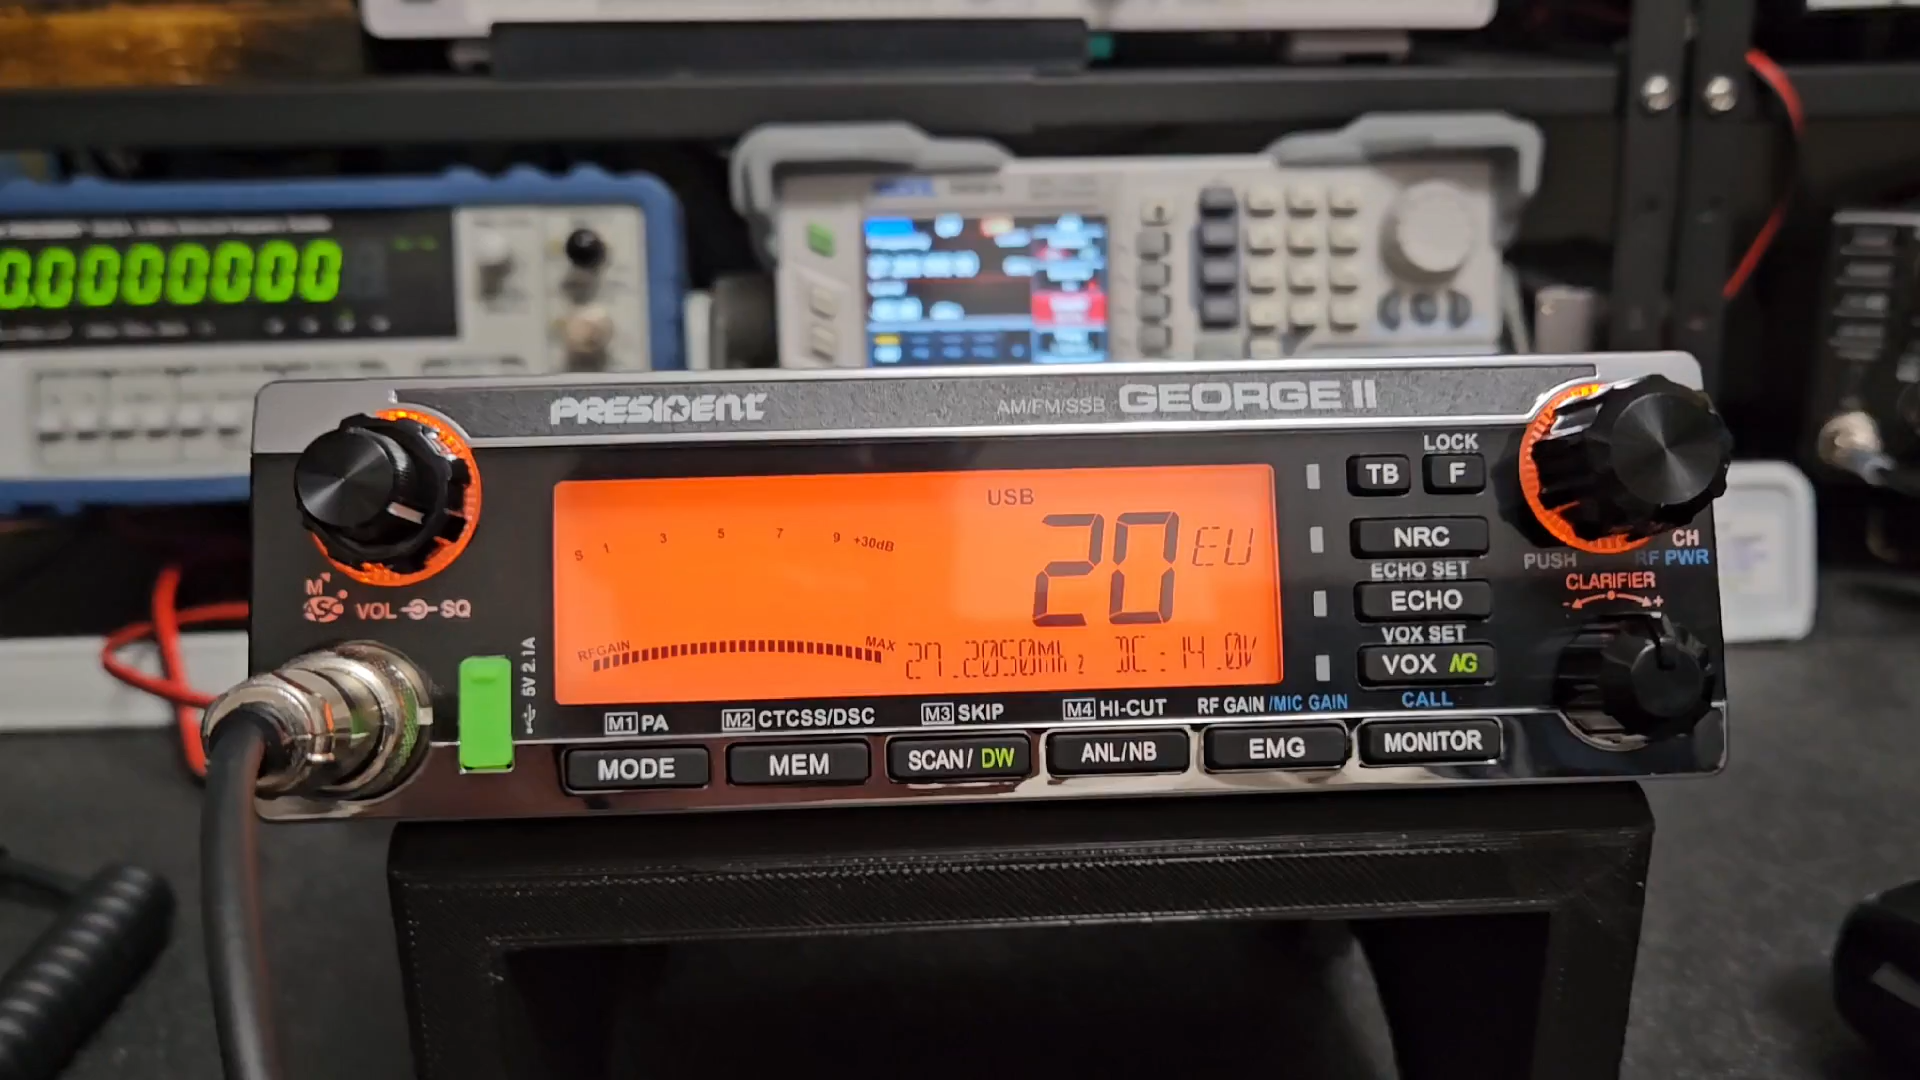 0.0000000
PRESIDENT
AM/FM/SSB GEORGE II
LOCK
TB F
USB
20 EU
S 1 3 5 7 9 +30dB
NRC
PUSH CH
RF PWR
ECHO SET
ECHO
CLARIFIER
- +
M
ASC VOL SQ
5V 2.1A
RFGAIN MAX
27.2050MHz DC:14.0V
VOX SET
VOX NG
M1 PA M2 CTCSS/DSC M3 SKIP M4 HI-CUT RF GAIN/MIC GAIN CALL
MODE MEM SCAN/DW ANL/NB EMG MONITOR